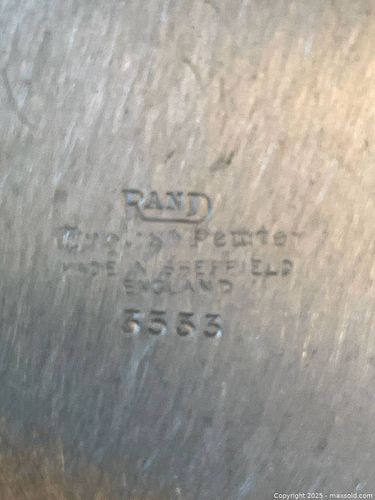 RAND
English Pewter
MADE IN SHEFFIELD
ENGLAND
5553
Copyright © 2025 - maxsold.com